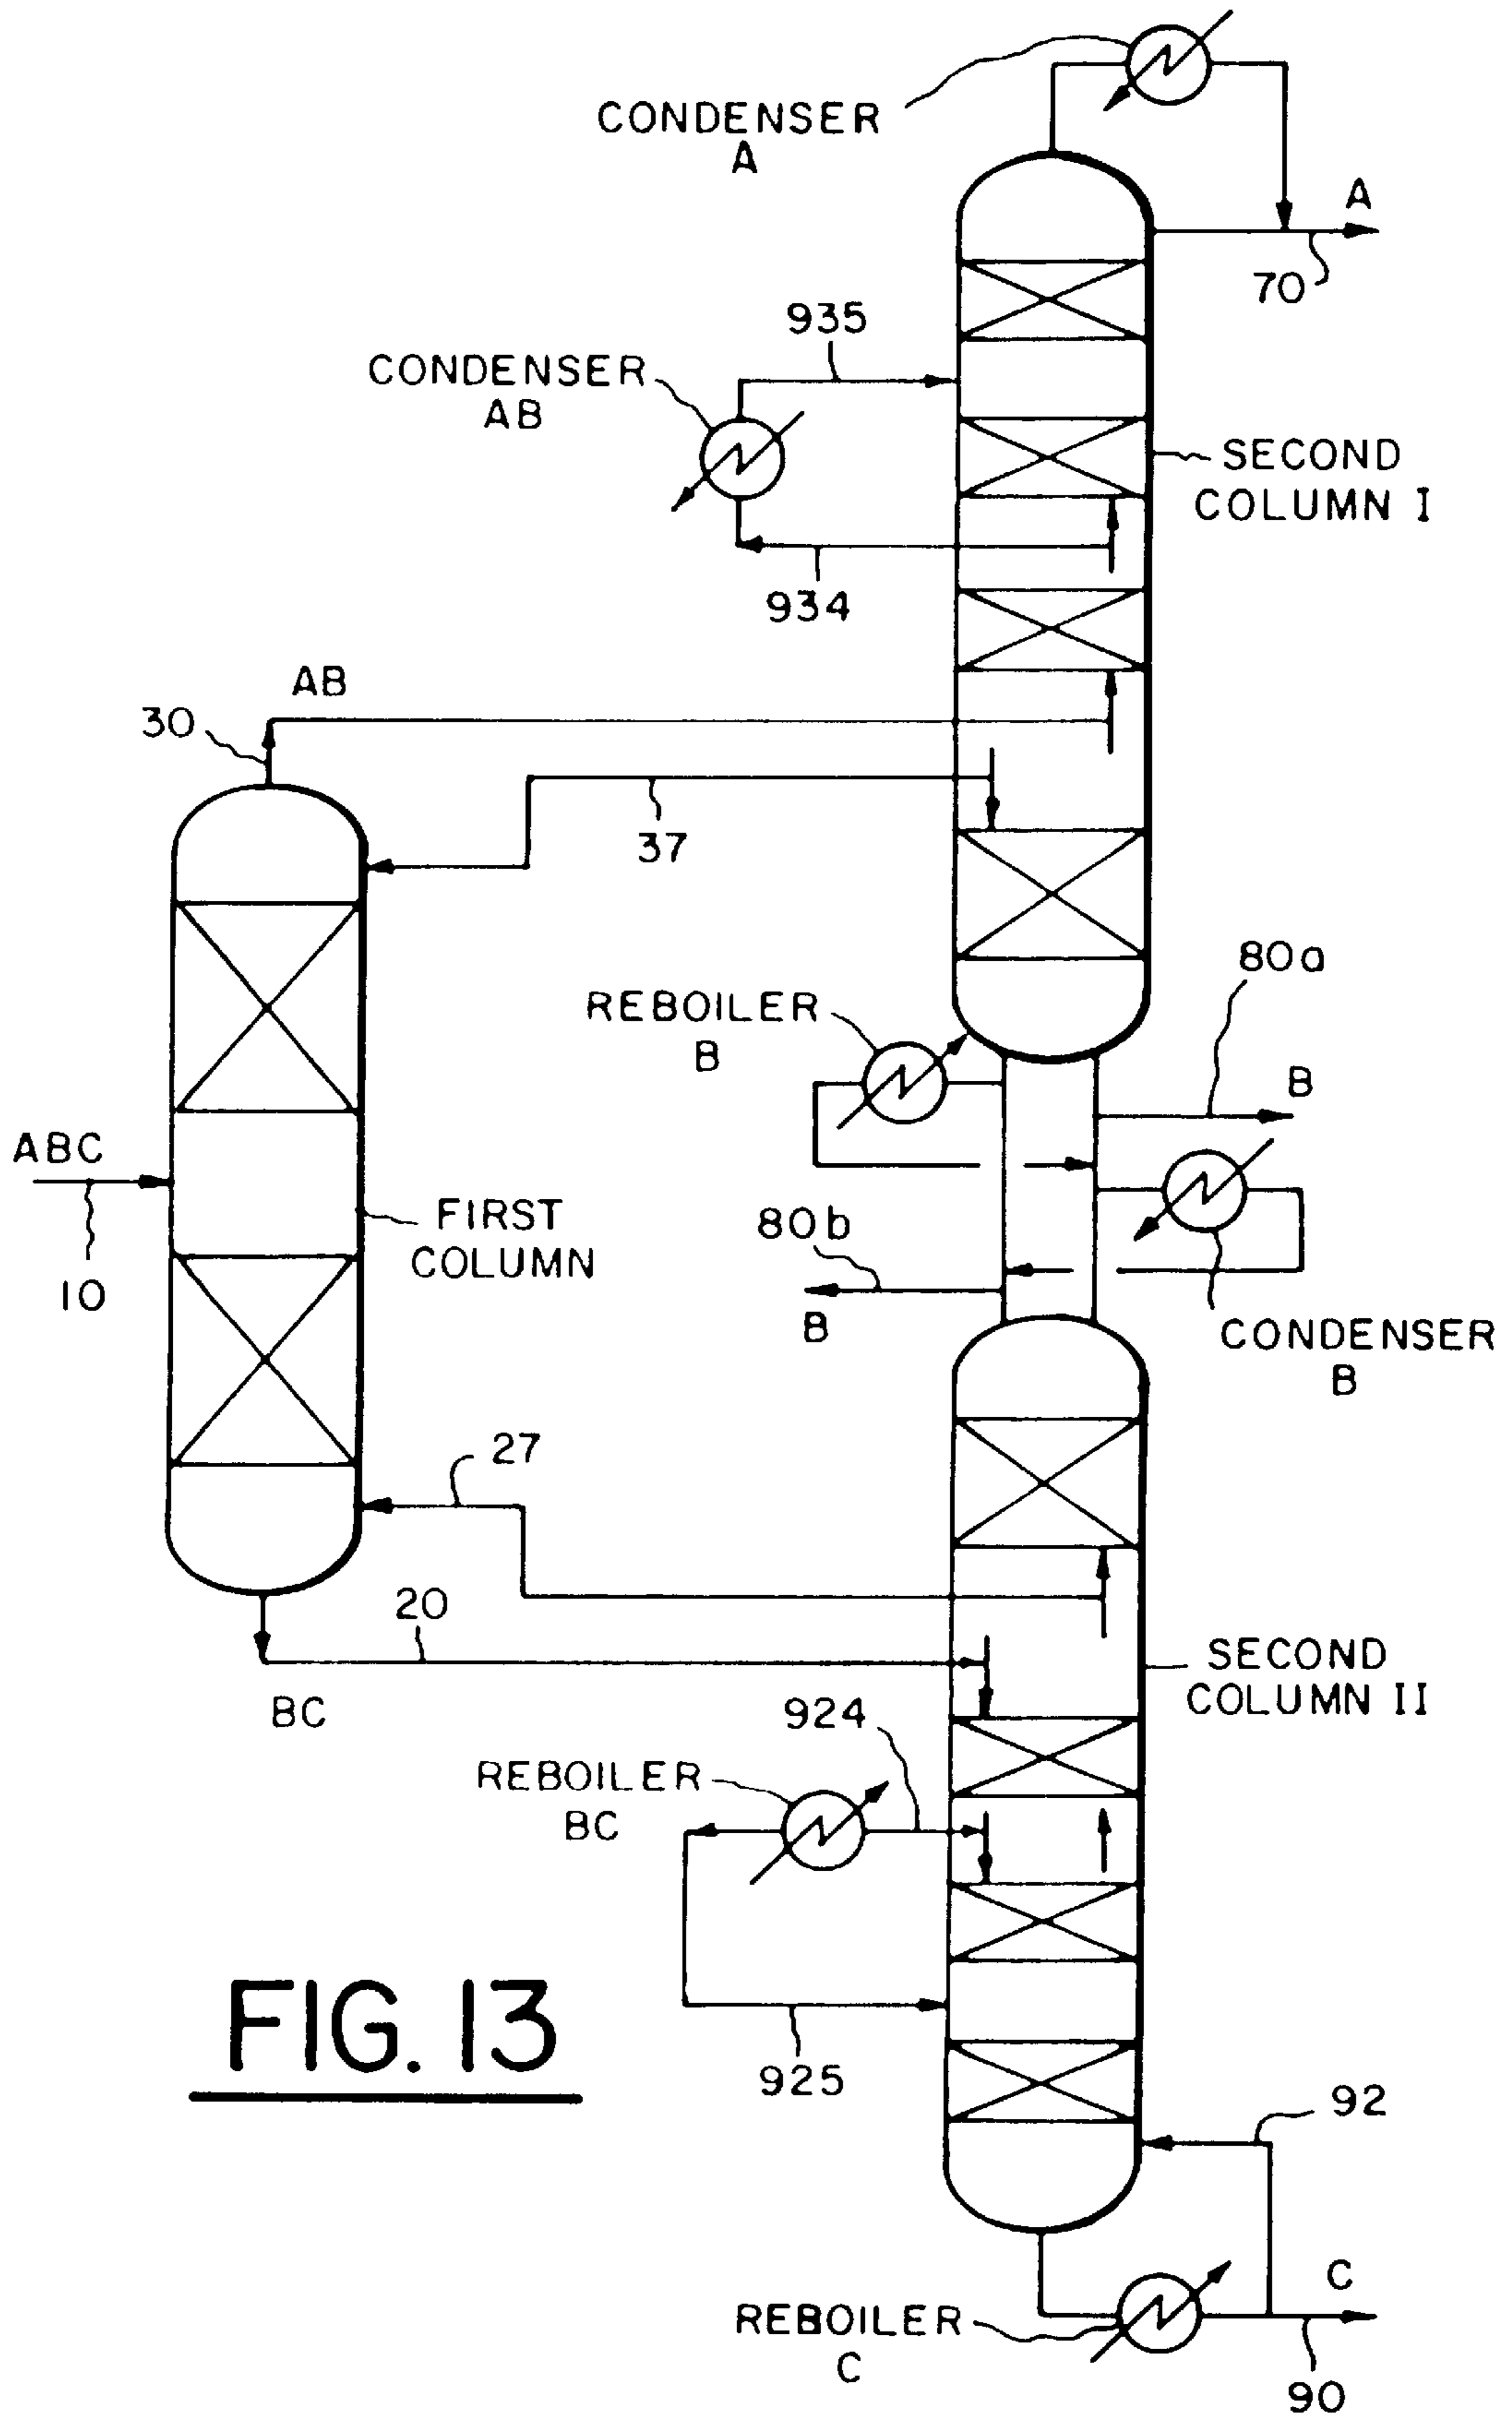 CONDENSER
A
A
70
935
CONDENSER
AB
SECOND
COLUMN I
934
AB
30
37
80a
REBOILER
B
B
ABC
10
FIRST
COLUMN
80b
B
CONDENSER
B
27
20
BC
SECOND
COLUMN II
924
REBOILER
BC
FIG. 13
925
92
C
REBOILER
C
90